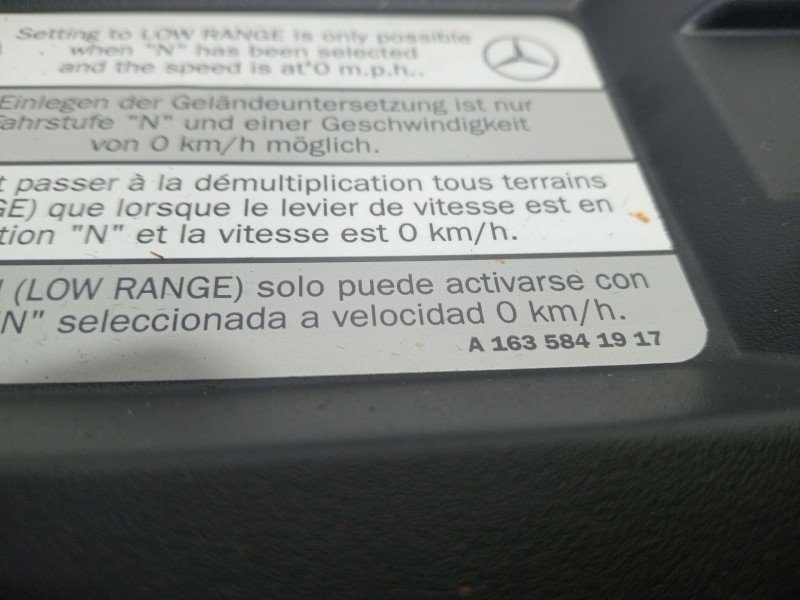 Setting to LOW RANGE is only possible
when "N" has been selected
and the speed is at 0 m.p.h..
Einlegen der Geländeuntersetzung ist nur
ahrstufe "N" und einer Geschwindigkeit
von 0 km/h möglich.
t passer à la démultiplication tous terrains
GE) que lorsque le levier de vitesse est en
tion "N" et la vitesse est 0 km/h.
(LOW RANGE) solo puede activarse con
"N" seleccionada a velocidad 0 km/h.
A 163 584 19 17